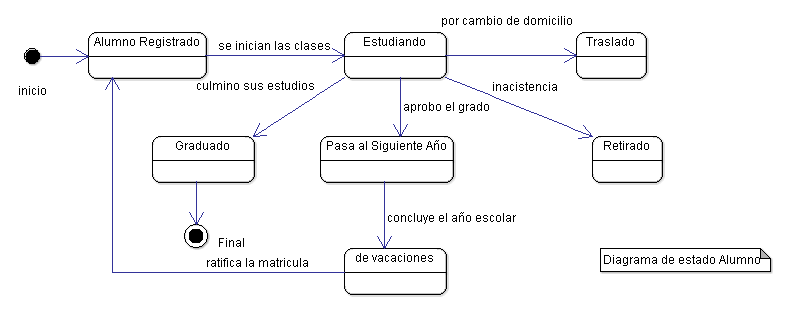 por cambio de domicilio
Alumno Registrado
se inician las clases
Estudiando
Traslado
inicio
culmino sus estudios
aprobo el grado
inacistencia
Graduado
Pasa al Siguiente Año
Retirado
concluye el año escolar
Final
ratifica la matricula
de vacaciones
Diagrama de estado Alumno